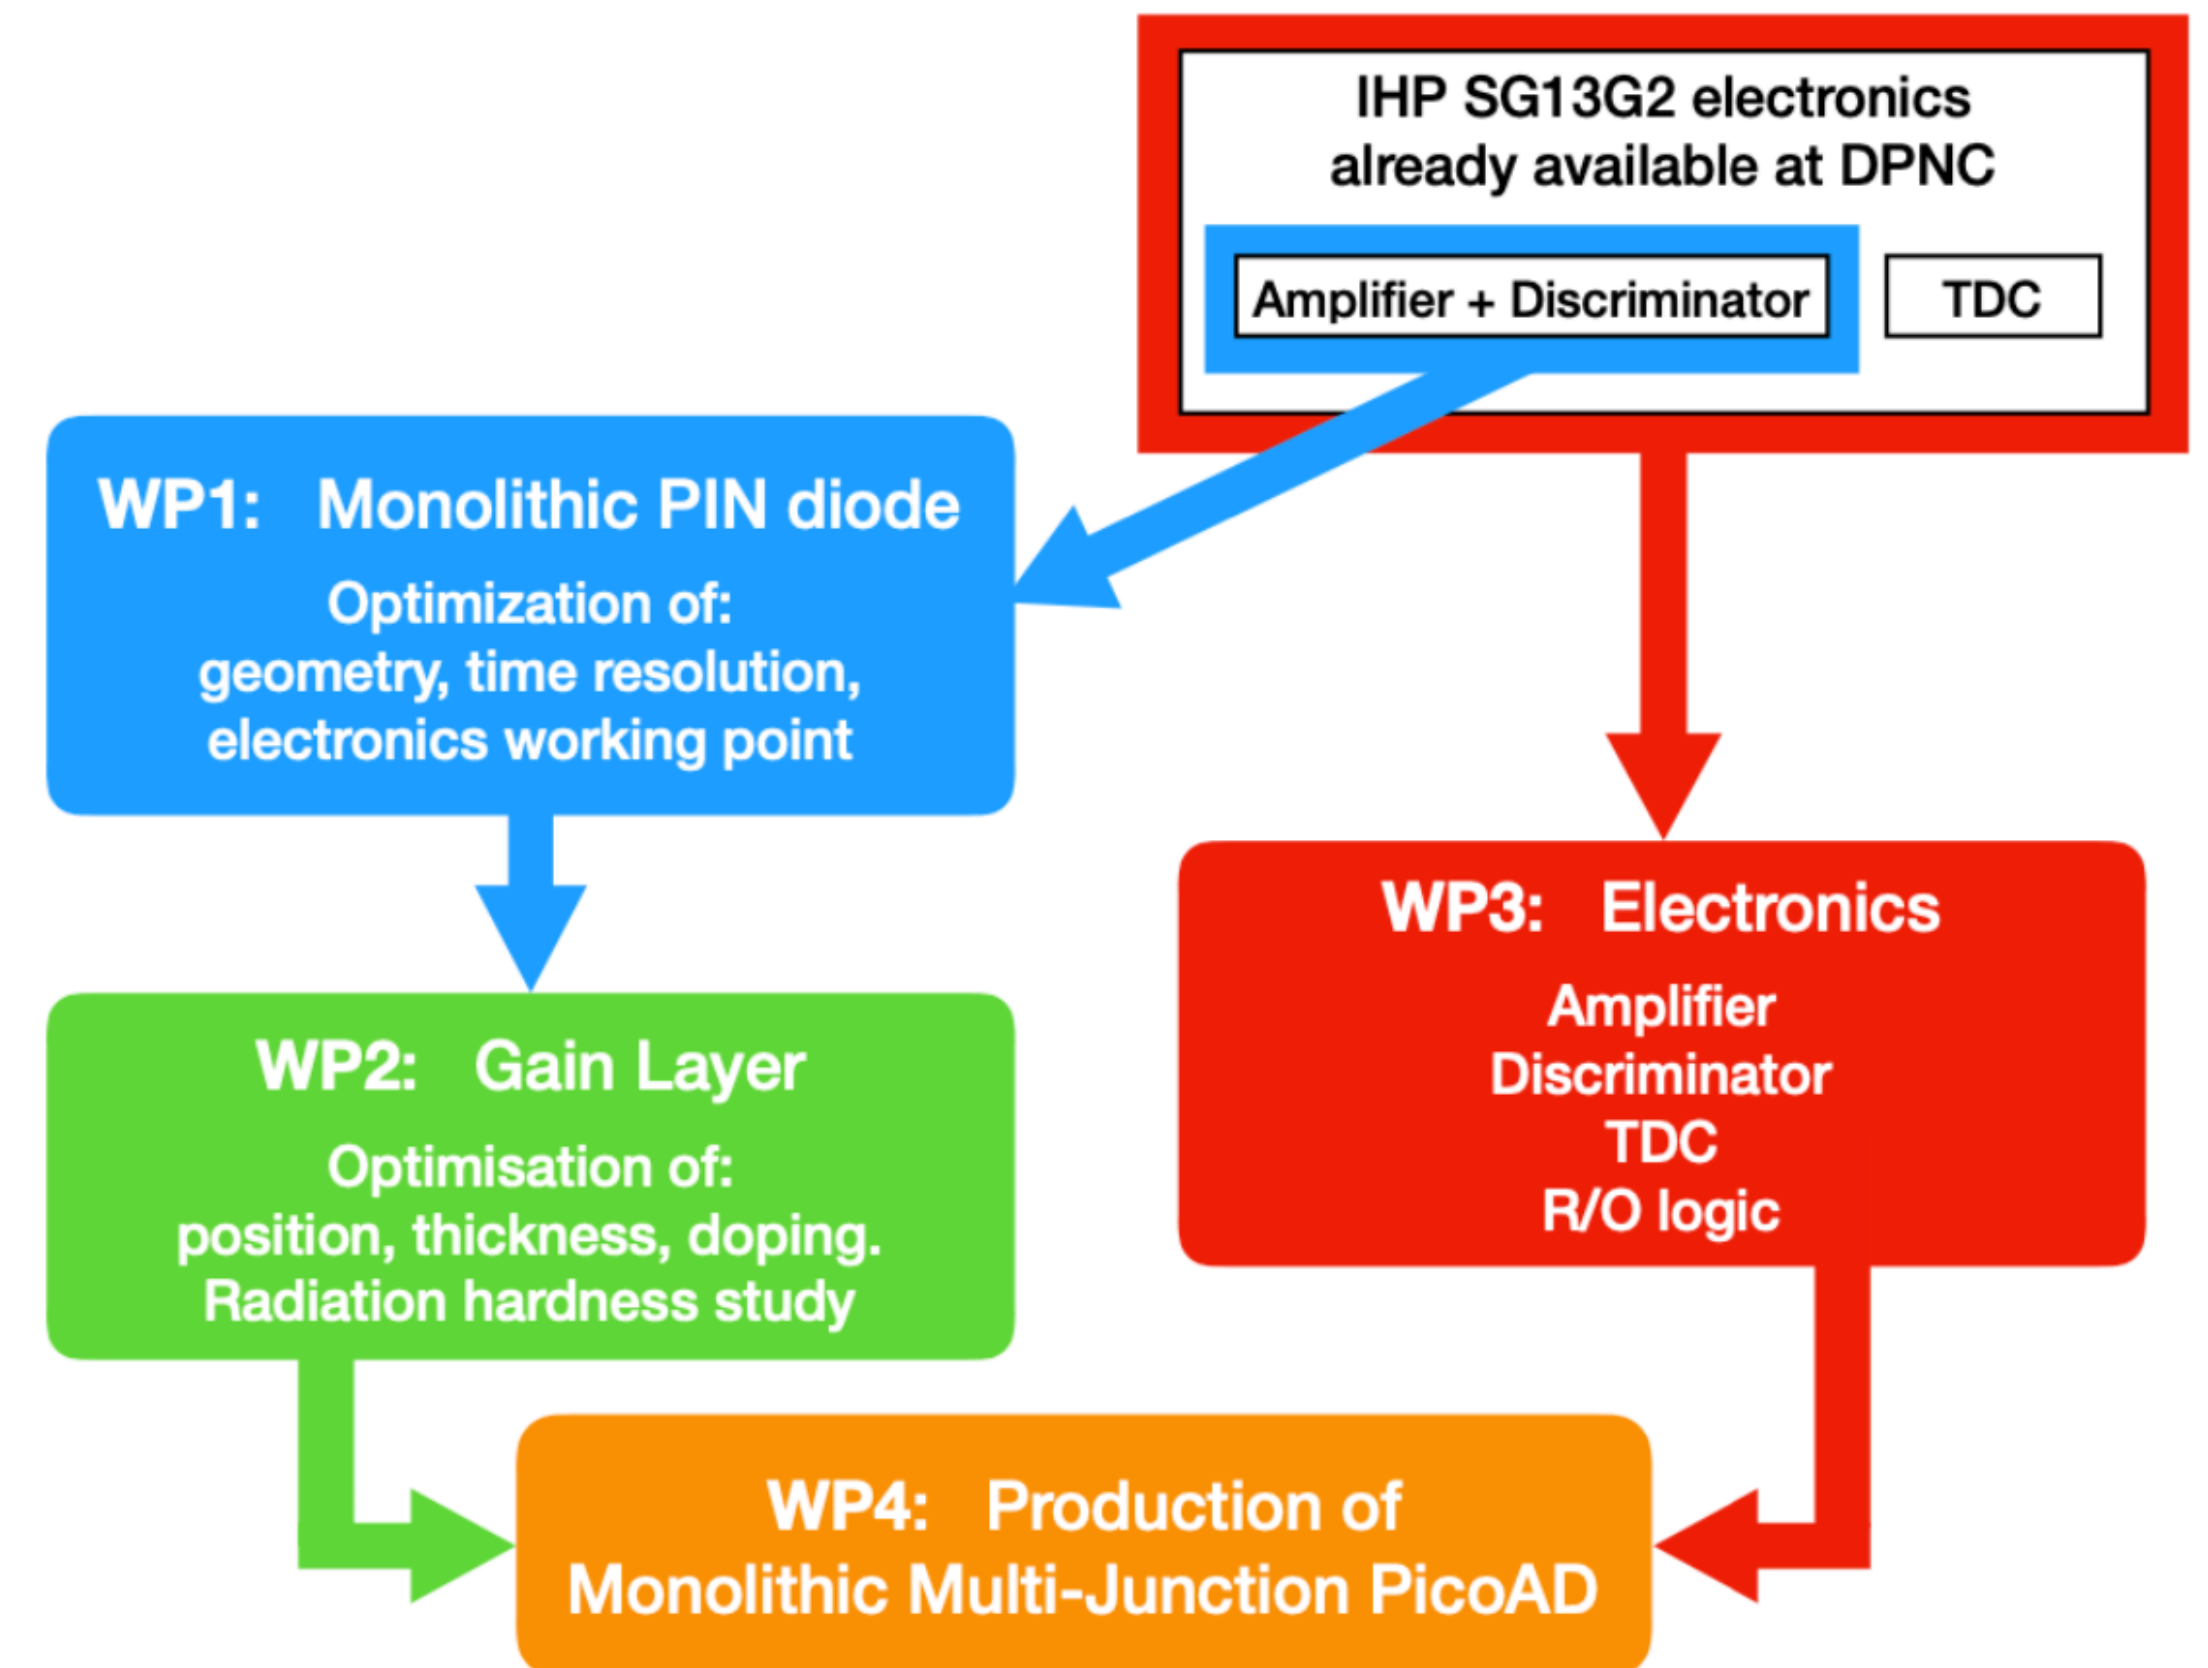 IHP SG13G2 electronics
already available at DPNC
Amplifier + Discriminator
TDC
WP1: Monolithic PIN diode
Optimization of:
geometry, time resolution,
electronics working point
WP2: Gain Layer
Optimisation of:
position, thickness, doping.
Radiation hardness study
WP3: Electronics
Amplifier
Discriminator
TDC
R/O logic
WP4: Production of
Monolithic Multi-Junction PicoAD